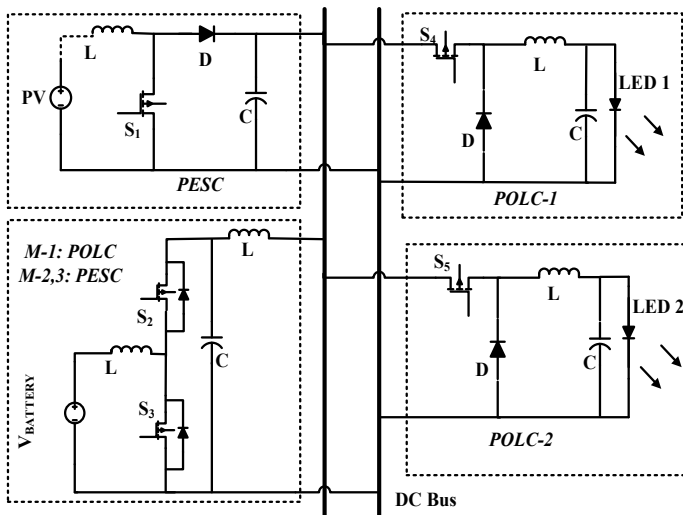 L
D
PV
S1
C
PESC
S4
L
LED 1
D
C
POLC-1
M-1: POLC
M-2,3: PESC
L
S2
C
L
S3
VBATTERY
S5
L
LED 2
D
C
POLC-2
DC Bus